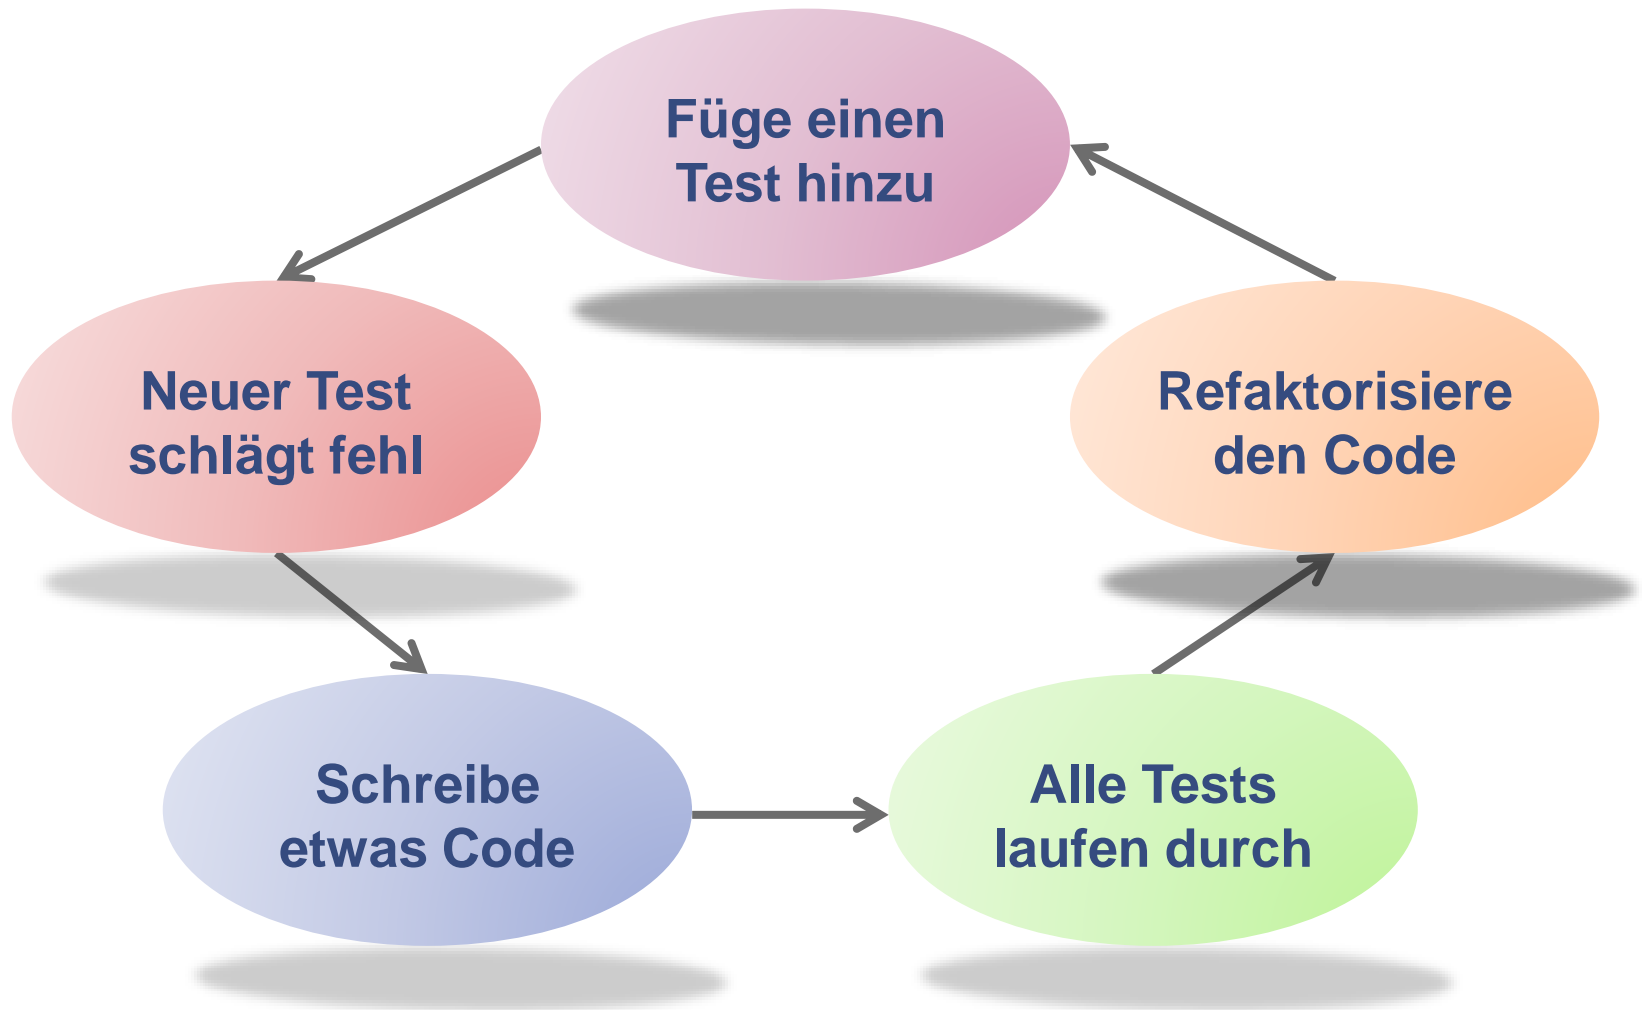 Füge einen
Test hinzu
Neuer Test
schlägt fehl
Refaktorisiere
den Code
Schreibe
etwas Code
Alle Tests
laufen durch